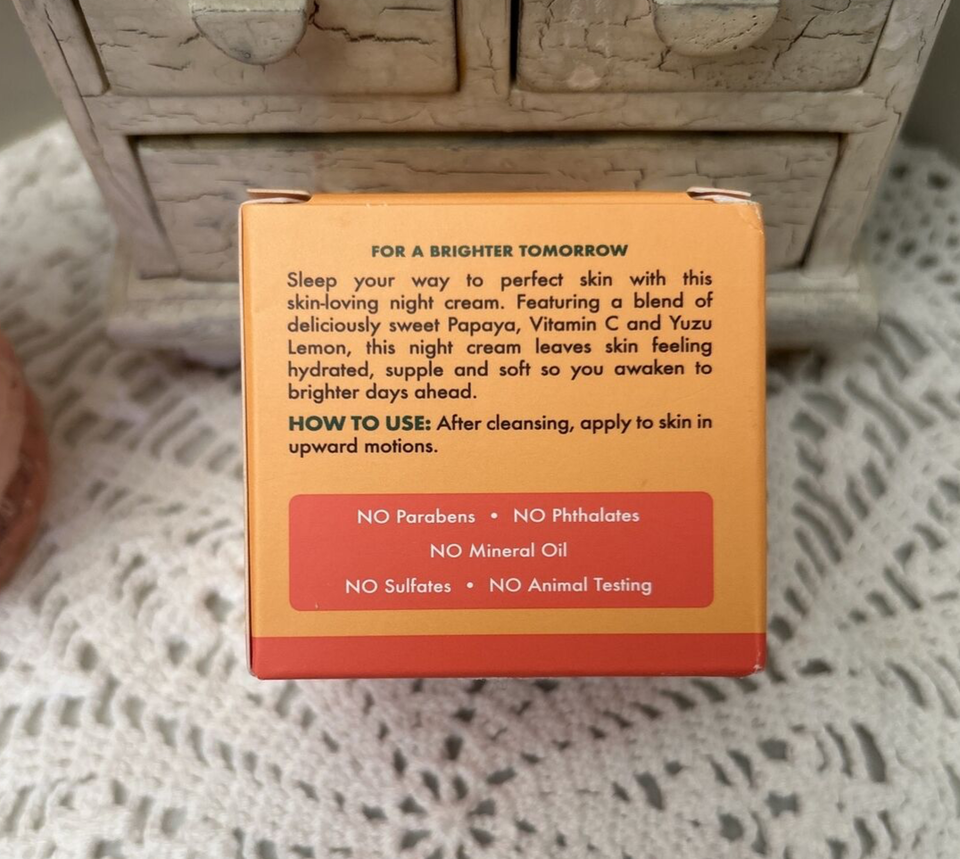 FOR A BRIGHTER TOMORROW
Sleep your way to perfect skin with this
skin-loving night cream. Featuring a blend of
deliciously sweet Papaya, Vitamin C and Yuzu
Lemon, this night cream leaves skin feeling
hydrated, supple and soft so you awaken to
brighter days ahead.
HOW TO USE: After cleansing, apply to skin in
upward motions.
NO Parabens • NO Phthalates
NO Mineral Oil
NO Sulfates • NO Animal Testing